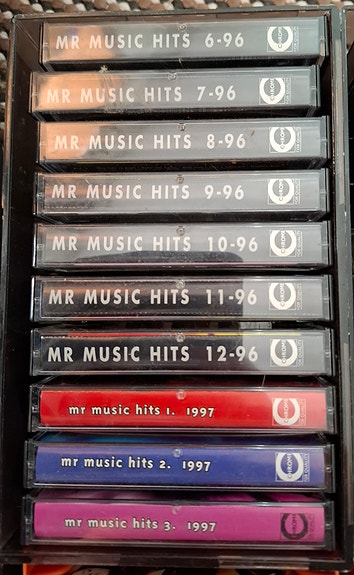 MR MUSIC HITS 6-96
MR MUSIC HITS 7-96
MR MUSIC HITS 8-96
MR MUSIC HITS 9-96
MR MUSIC HITS 10-96
MR MUSIC HITS 11-96
MR MUSIC HITS 12-96
mr music hits 1. 1997
mr music hits 2. 1997
mr music hits 3. 1997